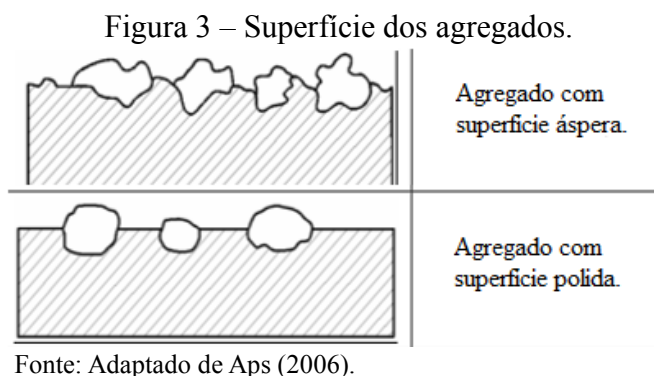 Figura 3 – Superfície dos agregados.
Agregado com
superfície áspera.
Agregado com
superfície polida.
Fonte: Adaptado de Aps (2006).